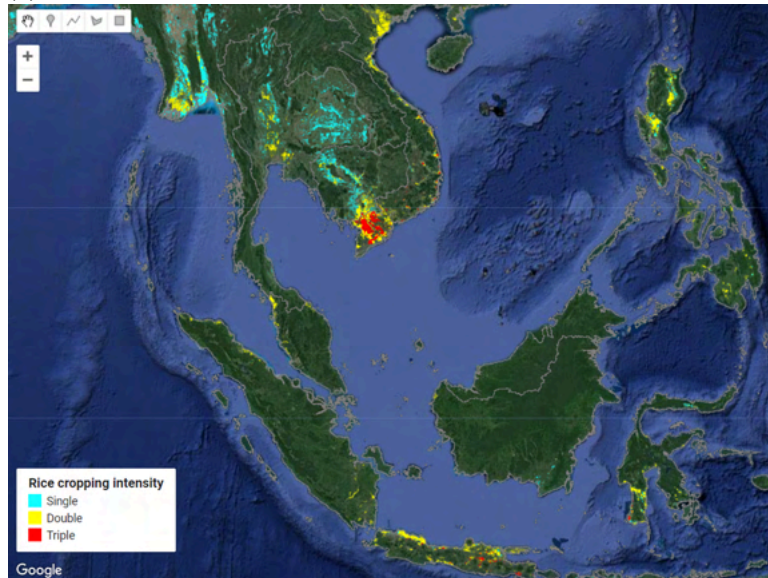 +
−
Rice cropping intensity
Single
Double
Triple
Google